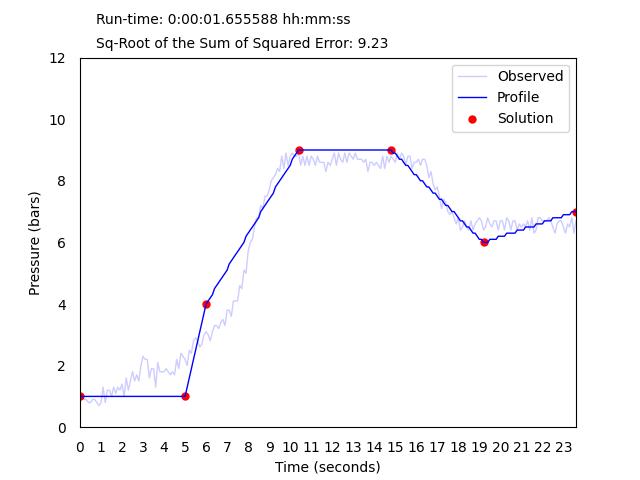 Run-time: 0:00:01.655588 hh:mm:ss
Sq-Root of the Sum of Squared Error: 9.23
12
Observed
Profile
Solution
10
8
6
4
2
0
Pressure (bars)
0 1 2 3 4 5 6 7 8 9 10 11 12 13 14 15 16 17 18 19 20 21 22 23
Time (seconds)